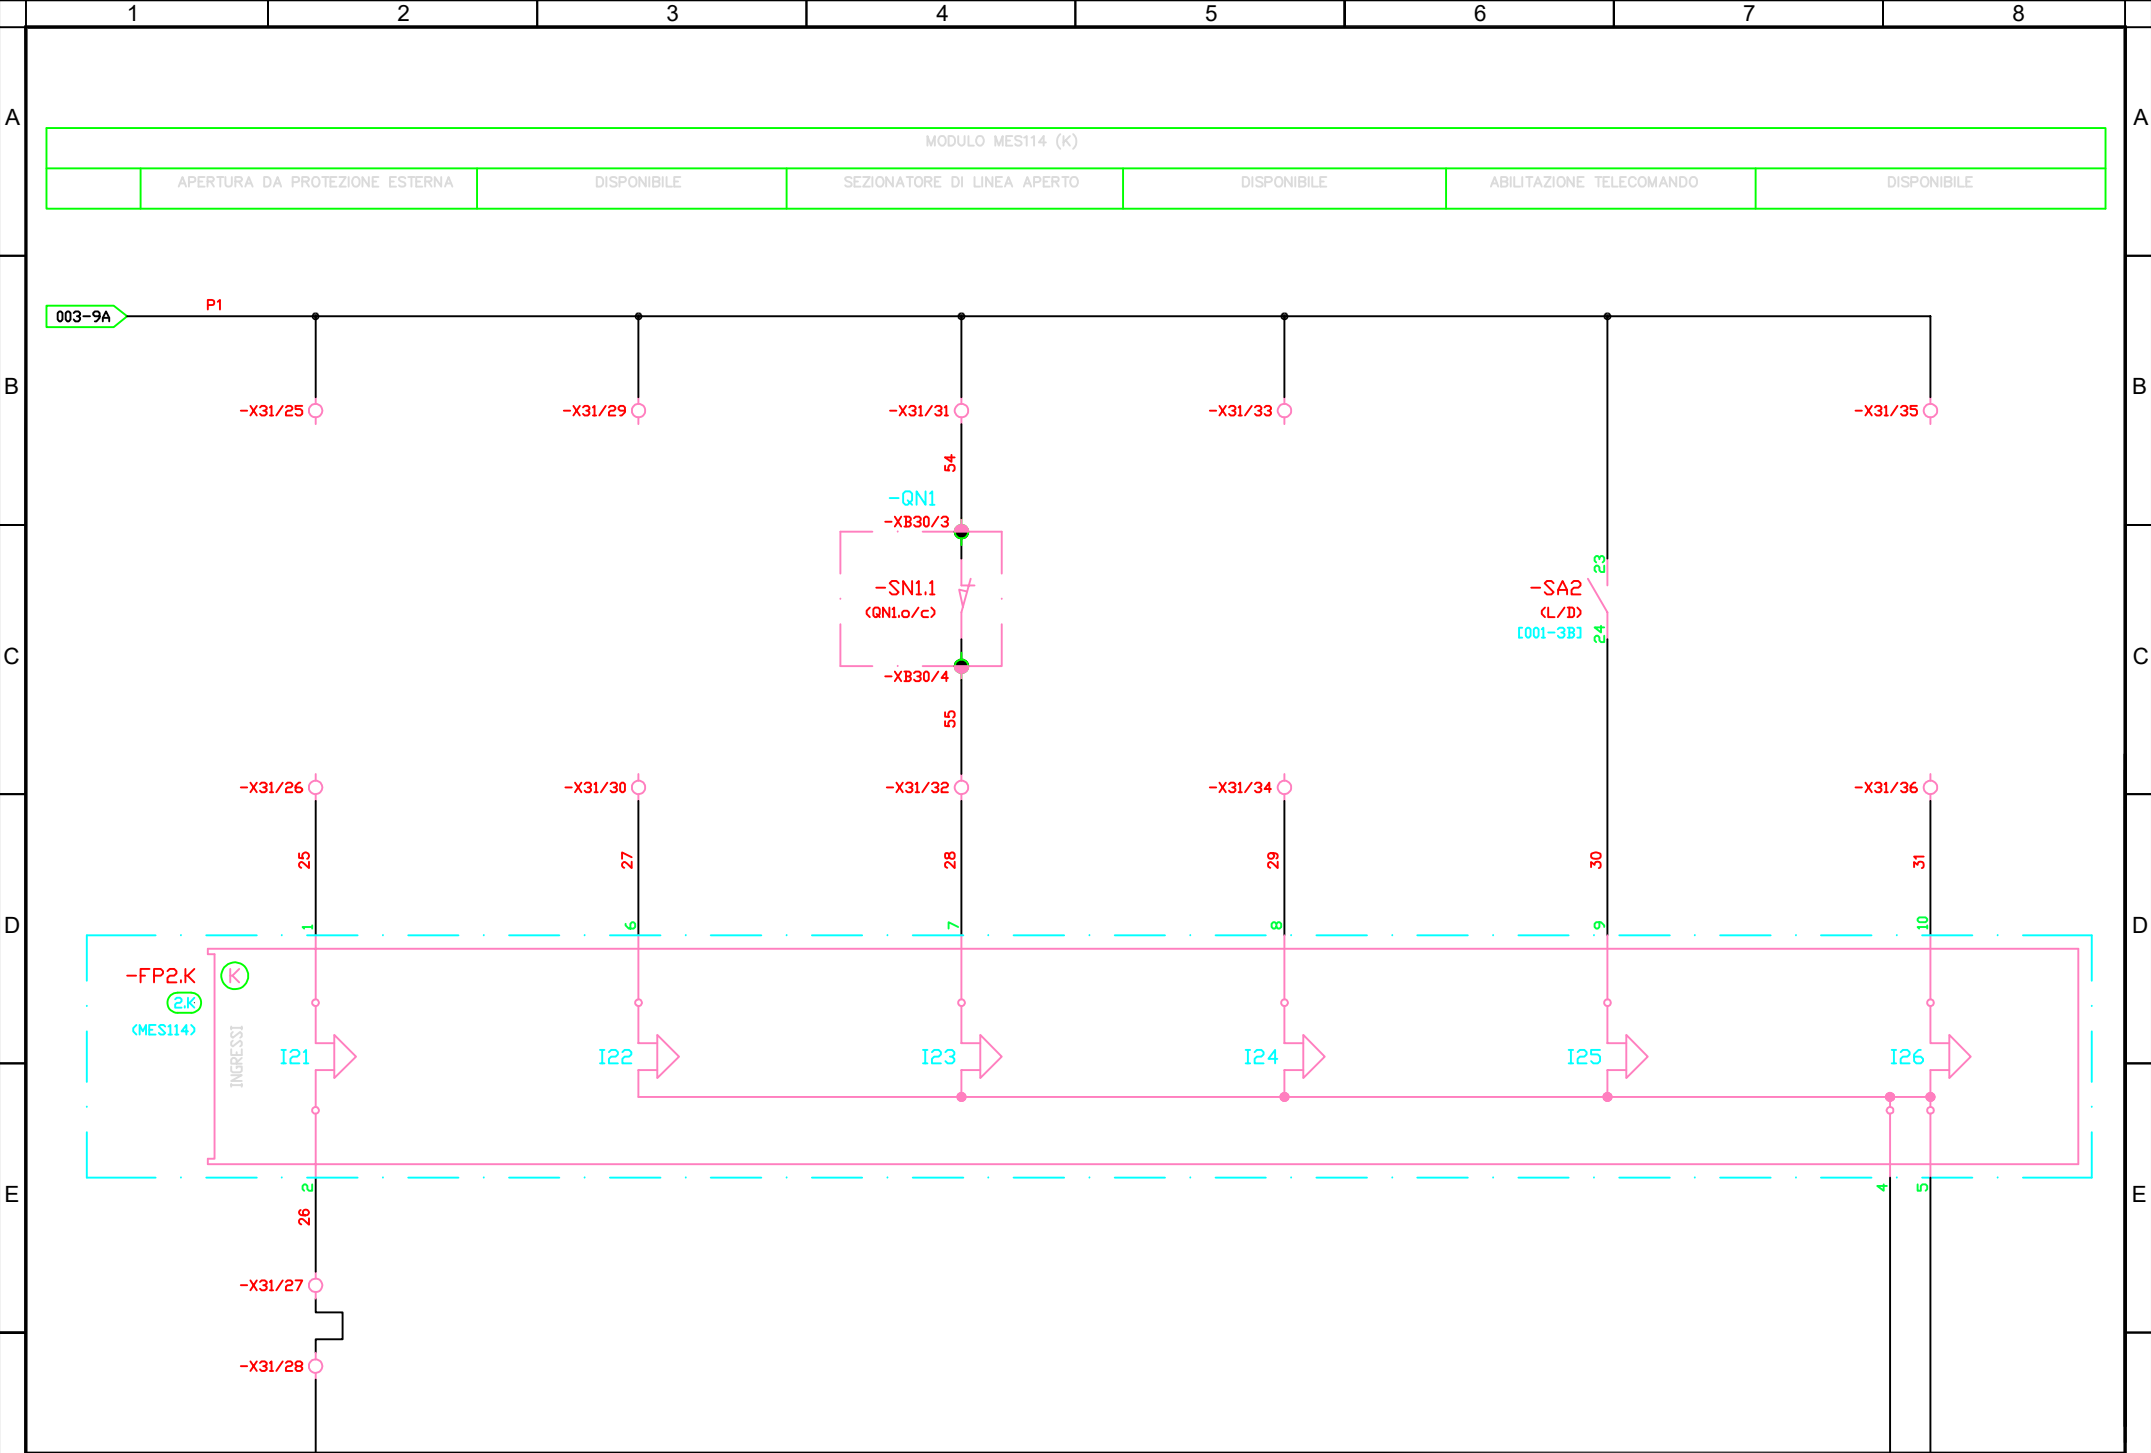 1 2 3 4 5 6 7 8
A A
MODULO MES114 (K)
APERTURA DA PROTEZIONE ESTERNA DISPONIBILE SEZIONATORE DI LINEA APERTO DISPONIBILE ABILITAZIONE TELECOMANDO DISPONIBILE
P1
003-9A
B B
-X31/25 -X31/29 -X31/31 -X31/33 -X31/35
54
-QN1
-XB30/3
23
-SN1.1 -SA2
(QN1.o/c) (L/D)
[001-3B] 24
C C
-XB30/4
55
-X31/26 -X31/30 -X31/32 -X31/34 -X31/36
25 27 28 29 30 31
D D
1 6 7 8 9 10
-FP2.K K
2.K
(MES114)
INGRESSI
I21 I22 I23 I24 I25 I26
E E
2 4 5
26
-X31/27
-X31/28